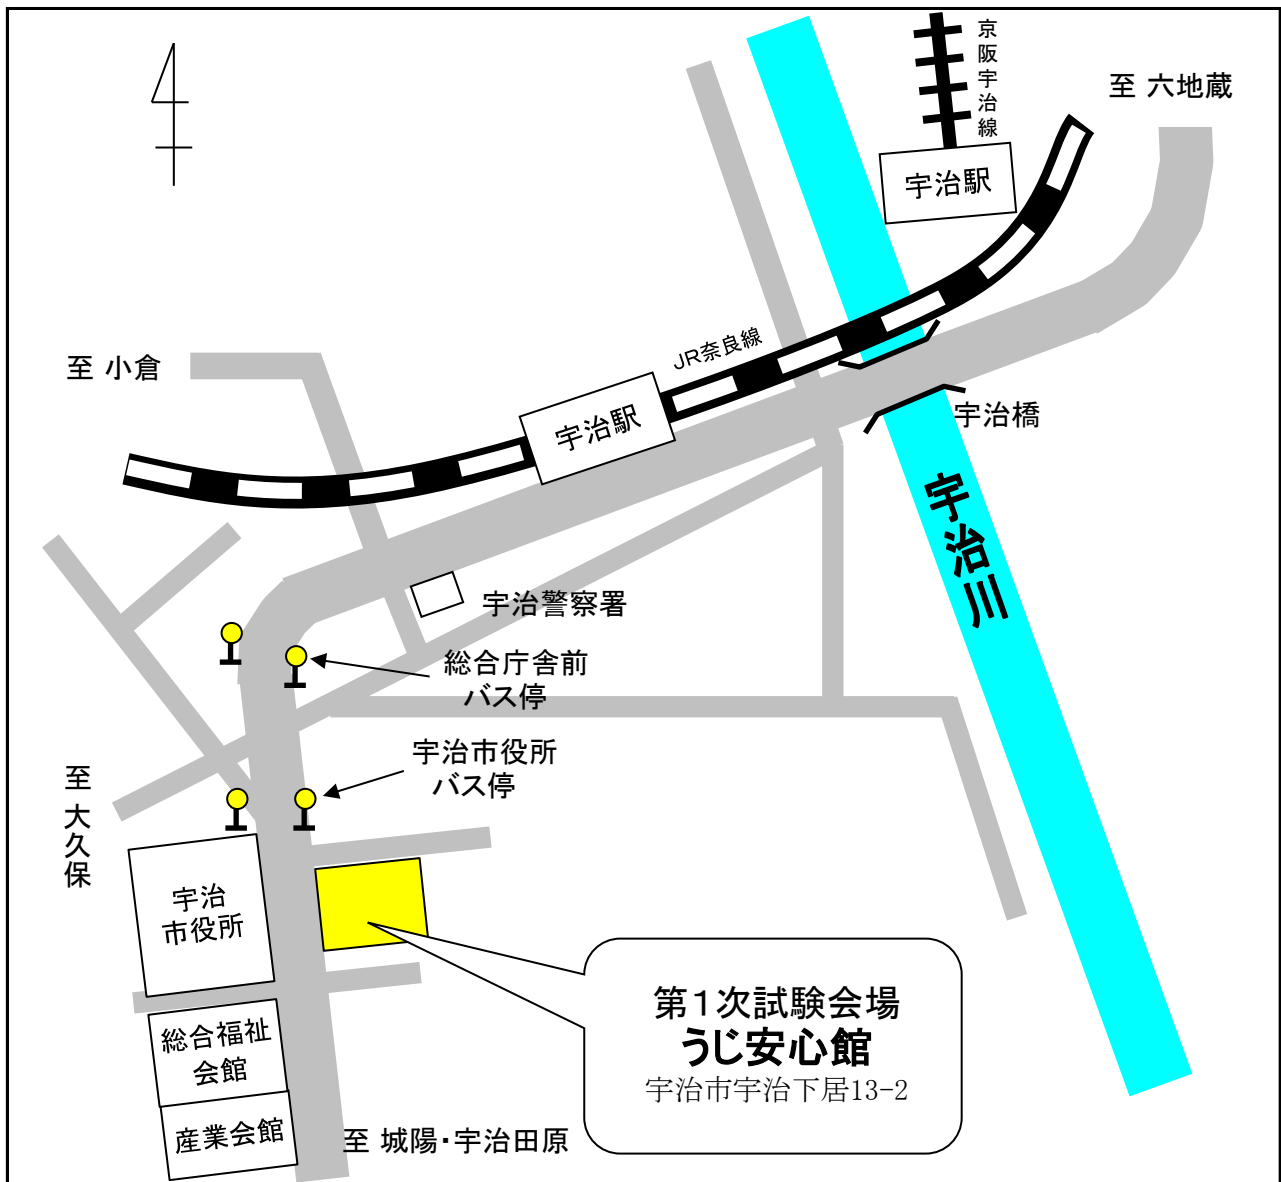 京阪宇治線
至 六地蔵
宇治駅
JR奈良線
至 小倉
宇治駅
宇治橋
宇治川
宇治警察署
総合庁舎前
バス停
宇治市役所
バス停
至 大久保
宇治
市役所
第1次試験会場
うじ安心館
宇治市宇治下居13-2
総合福祉
会館
産業会館
至 城陽・宇治田原